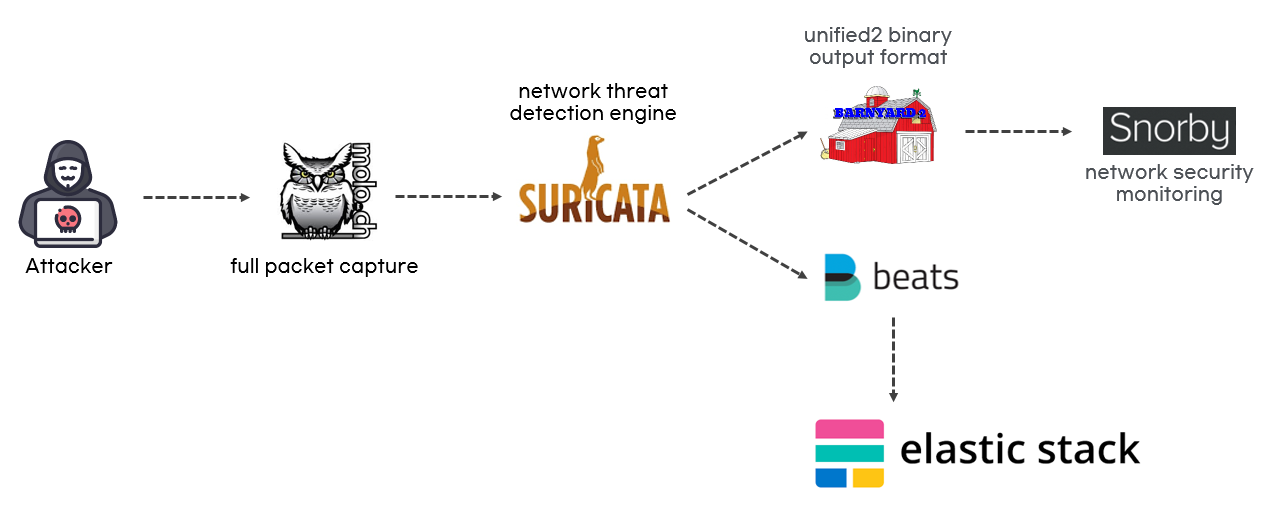 Attacker
moloch
full packet capture
network threat
detection engine
SURICATA
unified2 binary
output format
BARNYARD 2
Snorby
network security
monitoring
beats
elastic stack